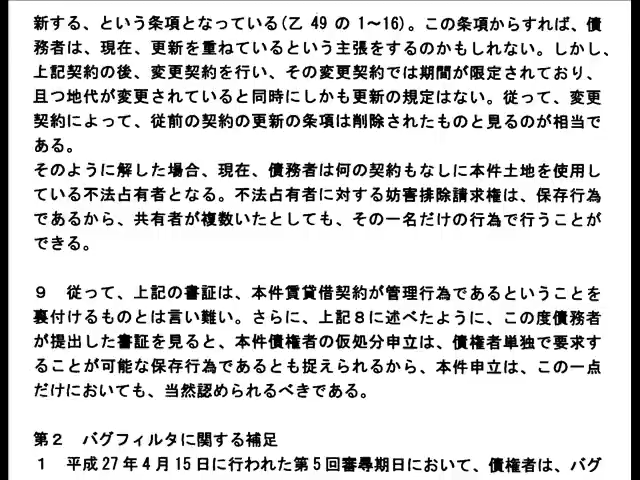 新する、という条項となっている(乙 49 の 1～16)。この条項からすれば、債
務者は、現在、更新を重ねているという主張をするのかもしれない。しかし、
上記契約の後、変更契約を行い、その変更契約では期間が限定されており、
且つ地代が変更されていると同時にしかも更新の規定はない。従って、変更
契約によって、従前の契約の更新の条項は削除されたものと見るのが相当で
ある。
そのように解した場合、現在、債務者は何の契約もなしに本件土地を使用し
ている不法占有者となる。不法占有者に対する妨害排除請求権は、保存行為
であるから、共有者が複数いたとしても、その一名だけの行為で行うことが
できる。
９　従って、上記の書証は、本件賃貸借契約が管理行為であるということを
裏付けるものとは言い難い。さらに、上記８に述べたように、この度債務者
が提出した書証を見ると、本件債権者の仮処分申立は、債権者単独で要求す
ることが可能な保存行為であるとも捉えられるから、本件申立は、この一点
だけにおいても、当然認められるべきである。
第２　バグフィルタに関する補足
１　平成 27 年 4 月 15 日に行われた第 5 回審尋期日において、債権者は、バグ